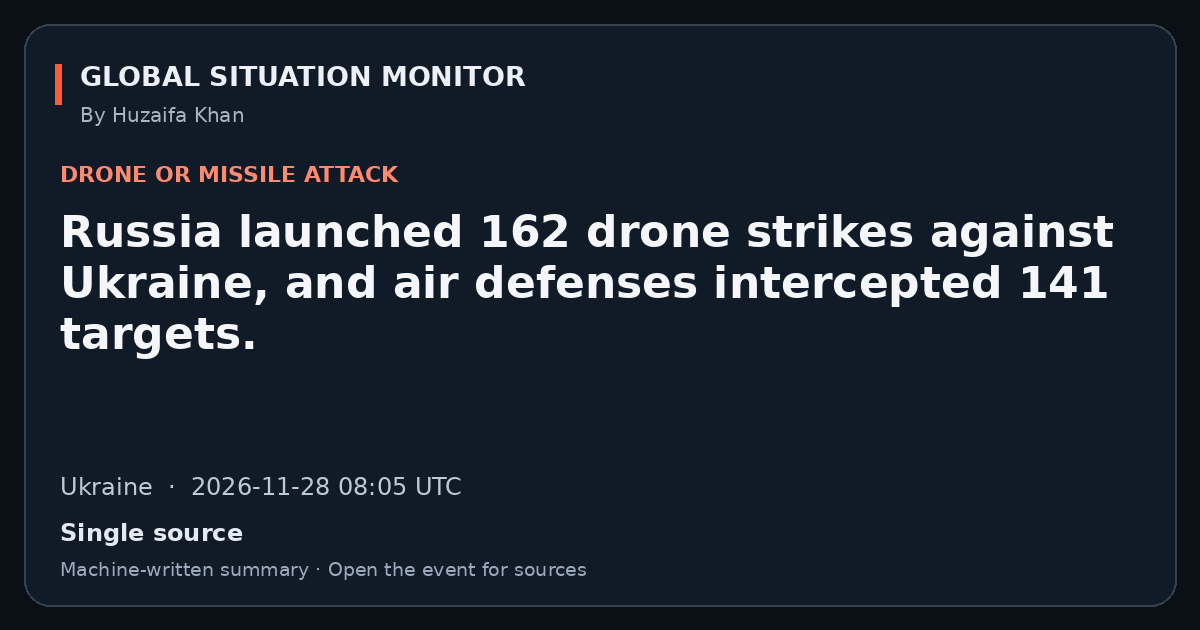 GLOBAL SITUATION MONITOR
By Huzaifa Khan
DRONE OR MISSILE ATTACK
Russia launched 162 drone strikes against
Ukraine, and air defenses intercepted 141
targets.
Ukraine · 2026-11-28 08:05 UTC
Single source
Machine-written summary · Open the event for sources